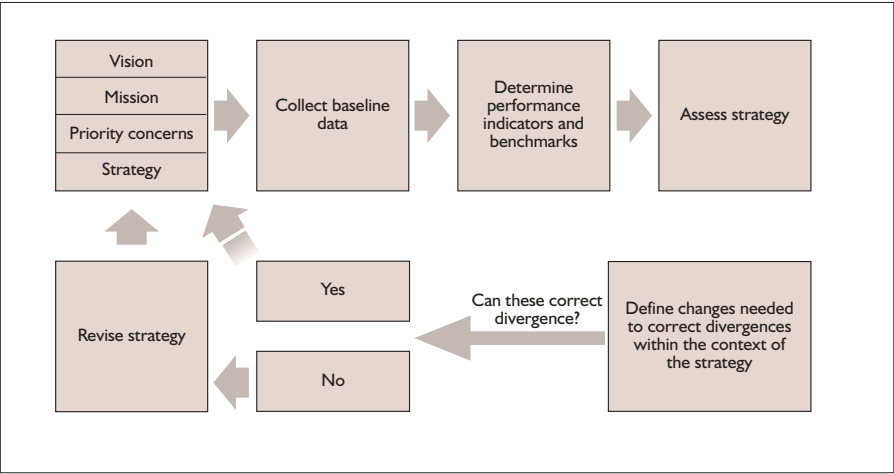 Vision
Mission
Priority concerns
Strategy
Collect baseline
data
Determine
performance
indicators and
benchmarks
Assess strategy
Define changes needed
to correct divergences
within the context of
the strategy
Can these correct
divergence?
Yes
No
Revise strategy